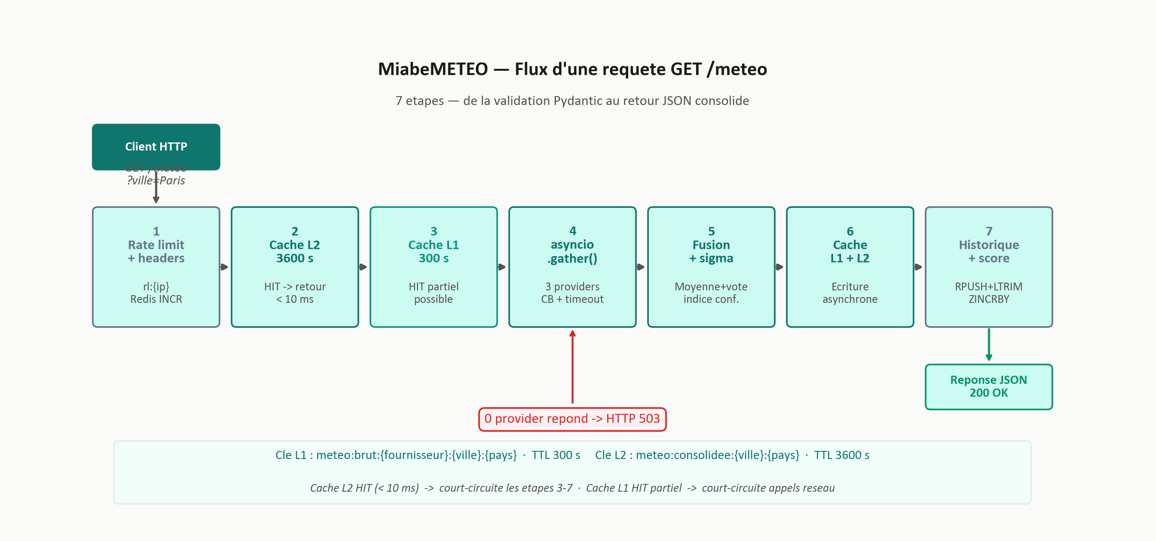 MiabeMETEO — Flux d'une requete GET /meteo
7 etapes — de la validation Pydantic au retour JSON consolide
Client HTTP
GET /meteo
?ville=Paris
1
Rate limit
+ headers
rl:{ip}
Redis INCR
2
Cache L2
3600 s
HIT -> retour
< 10 ms
3
Cache L1
300 s
HIT partiel
possible
4
asyncio
.gather()
3 providers
CB + timeout
5
Fusion
+ sigma
Moyenne+vote
indice conf.
6
Cache
L1 + L2
Ecriture
asynchrone
7
Historique
+ score
RPUSH+LTRIM
ZINCRBY
Reponse JSON
200 OK
0 provider repond -> HTTP 503
Cle L1 : meteo:brut:{fournisseur}:{ville}:{pays} · TTL 300 s Cle L2 : meteo:consolidee:{ville}:{pays} · TTL 3600 s
Cache L2 HIT (< 10 ms) -> court-circuite les etapes 3-7 · Cache L1 HIT partiel -> court-circuite appels reseau